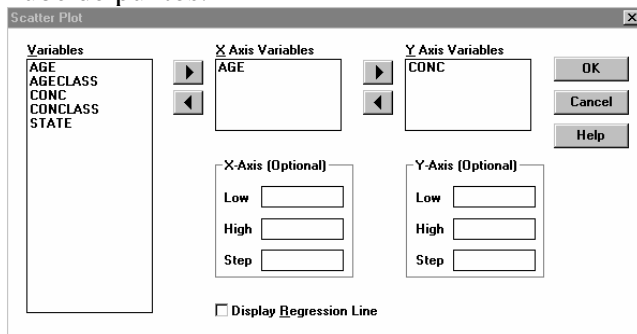 Scatter Plot
Variables
AGE
AGECLASS
CONC
CONCLASS
STATE
X Axis Variables
AGE
Y Axis Variables
CONC
OK
Cancel
Help
X-Axis (Optional)
Low
High
Step
Y-Axis (Optional)
Low
High
Step
Display Regression Line